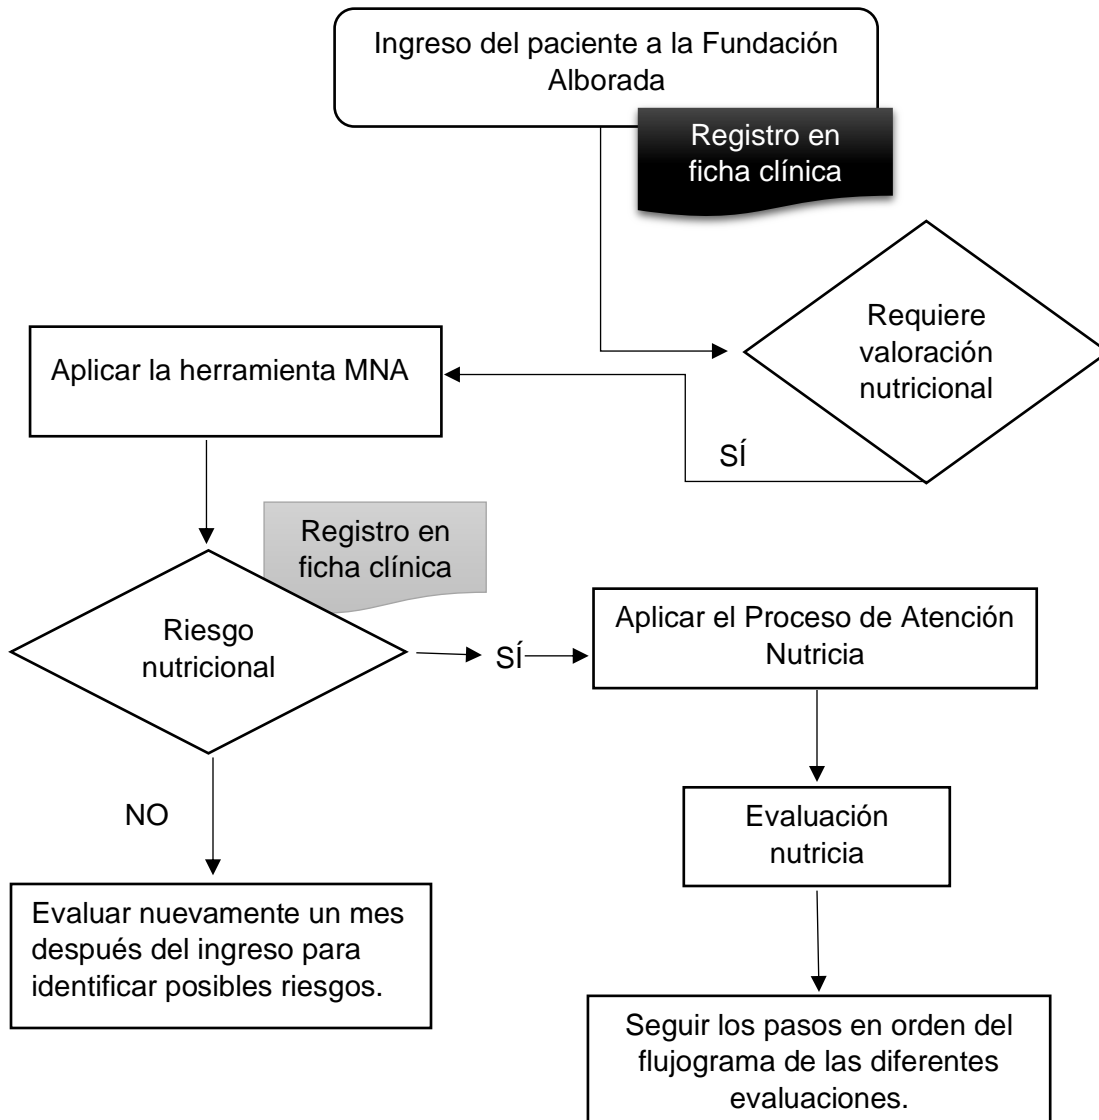 Ingreso del paciente a la Fundación
Alborada
Registro en
ficha clínica
Requiere
valoración
nutricional
SÍ
Aplicar la herramienta MNA
Registro en
ficha clínica
Riesgo
nutricional
SÍ
Aplicar el Proceso de Atención
Nutricia
NO
Evaluación
nutricia
Evaluar nuevamente un mes
después del ingreso para
identificar posibles riesgos.
Seguir los pasos en orden del
flujograma de las diferentes
evaluaciones.